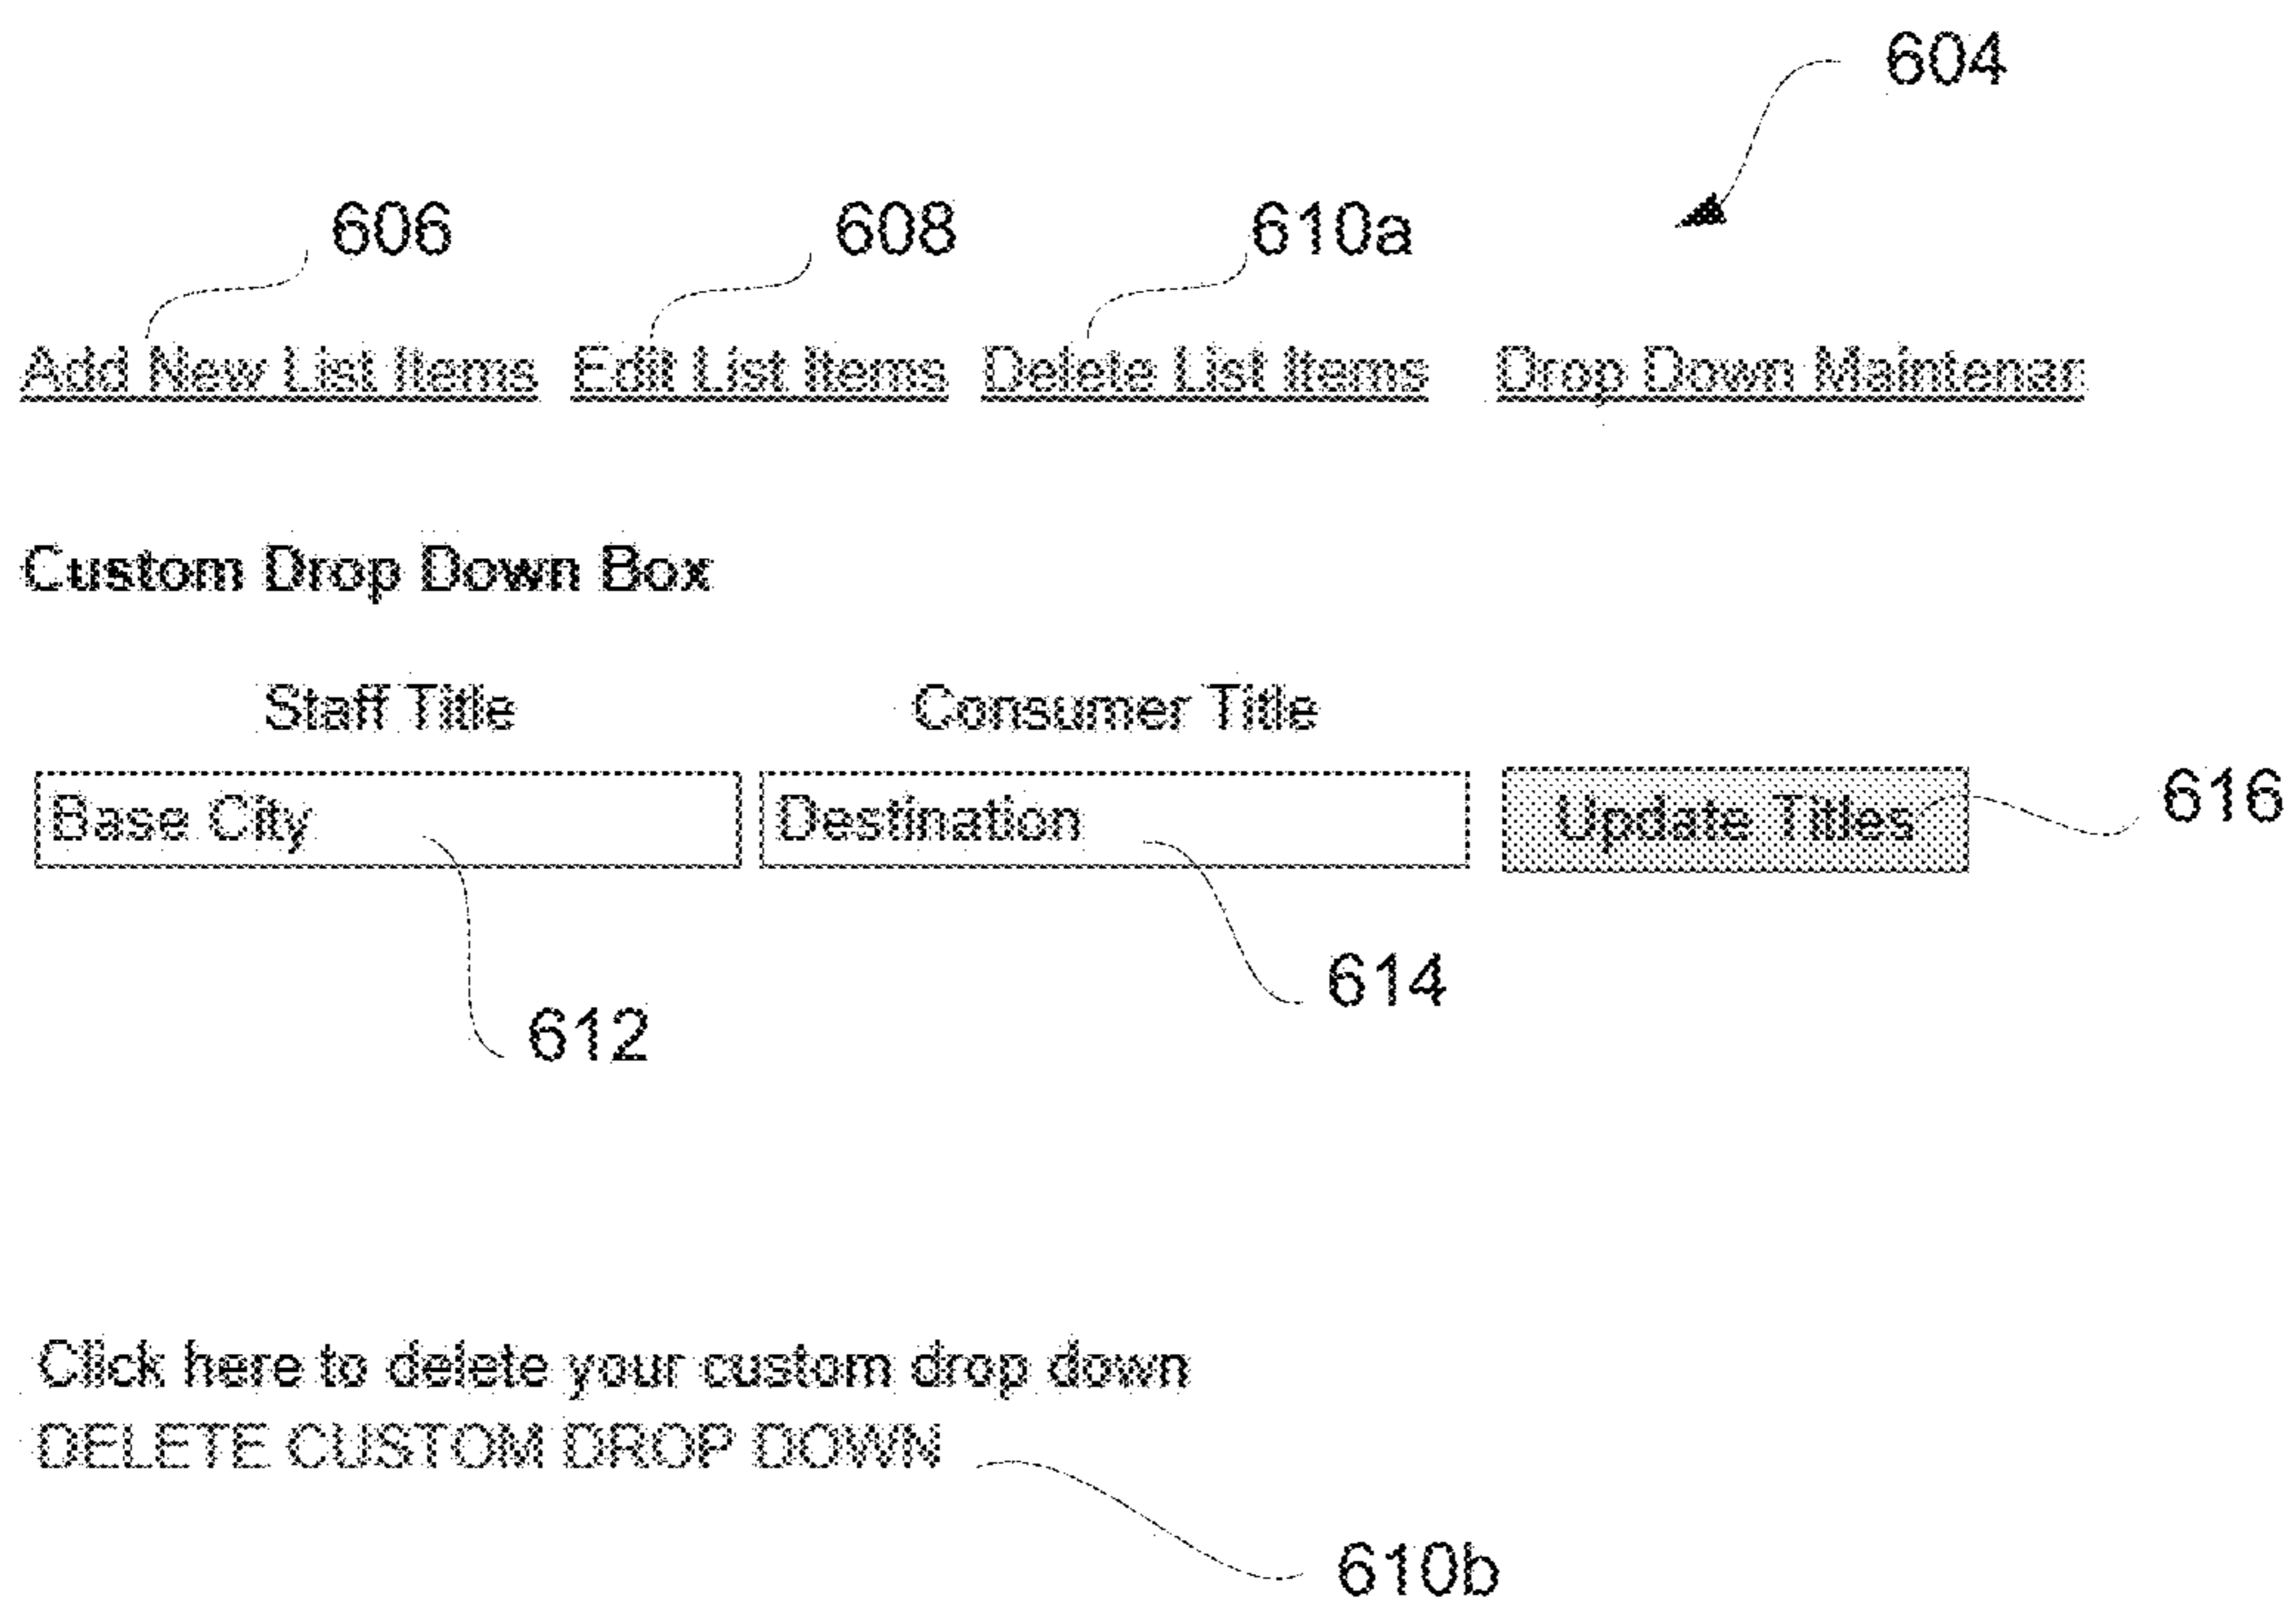 604
606 608 610a
Add New List Items Edit List Items Delete List Items Drop Down Maintenan
Custom Drop Down Box
Staff Title Consumer Title
Base City Destination Update Titles 616
614
612
Click here to delete your custom drop down
DELETE CUSTOM DROP DOWN
610b